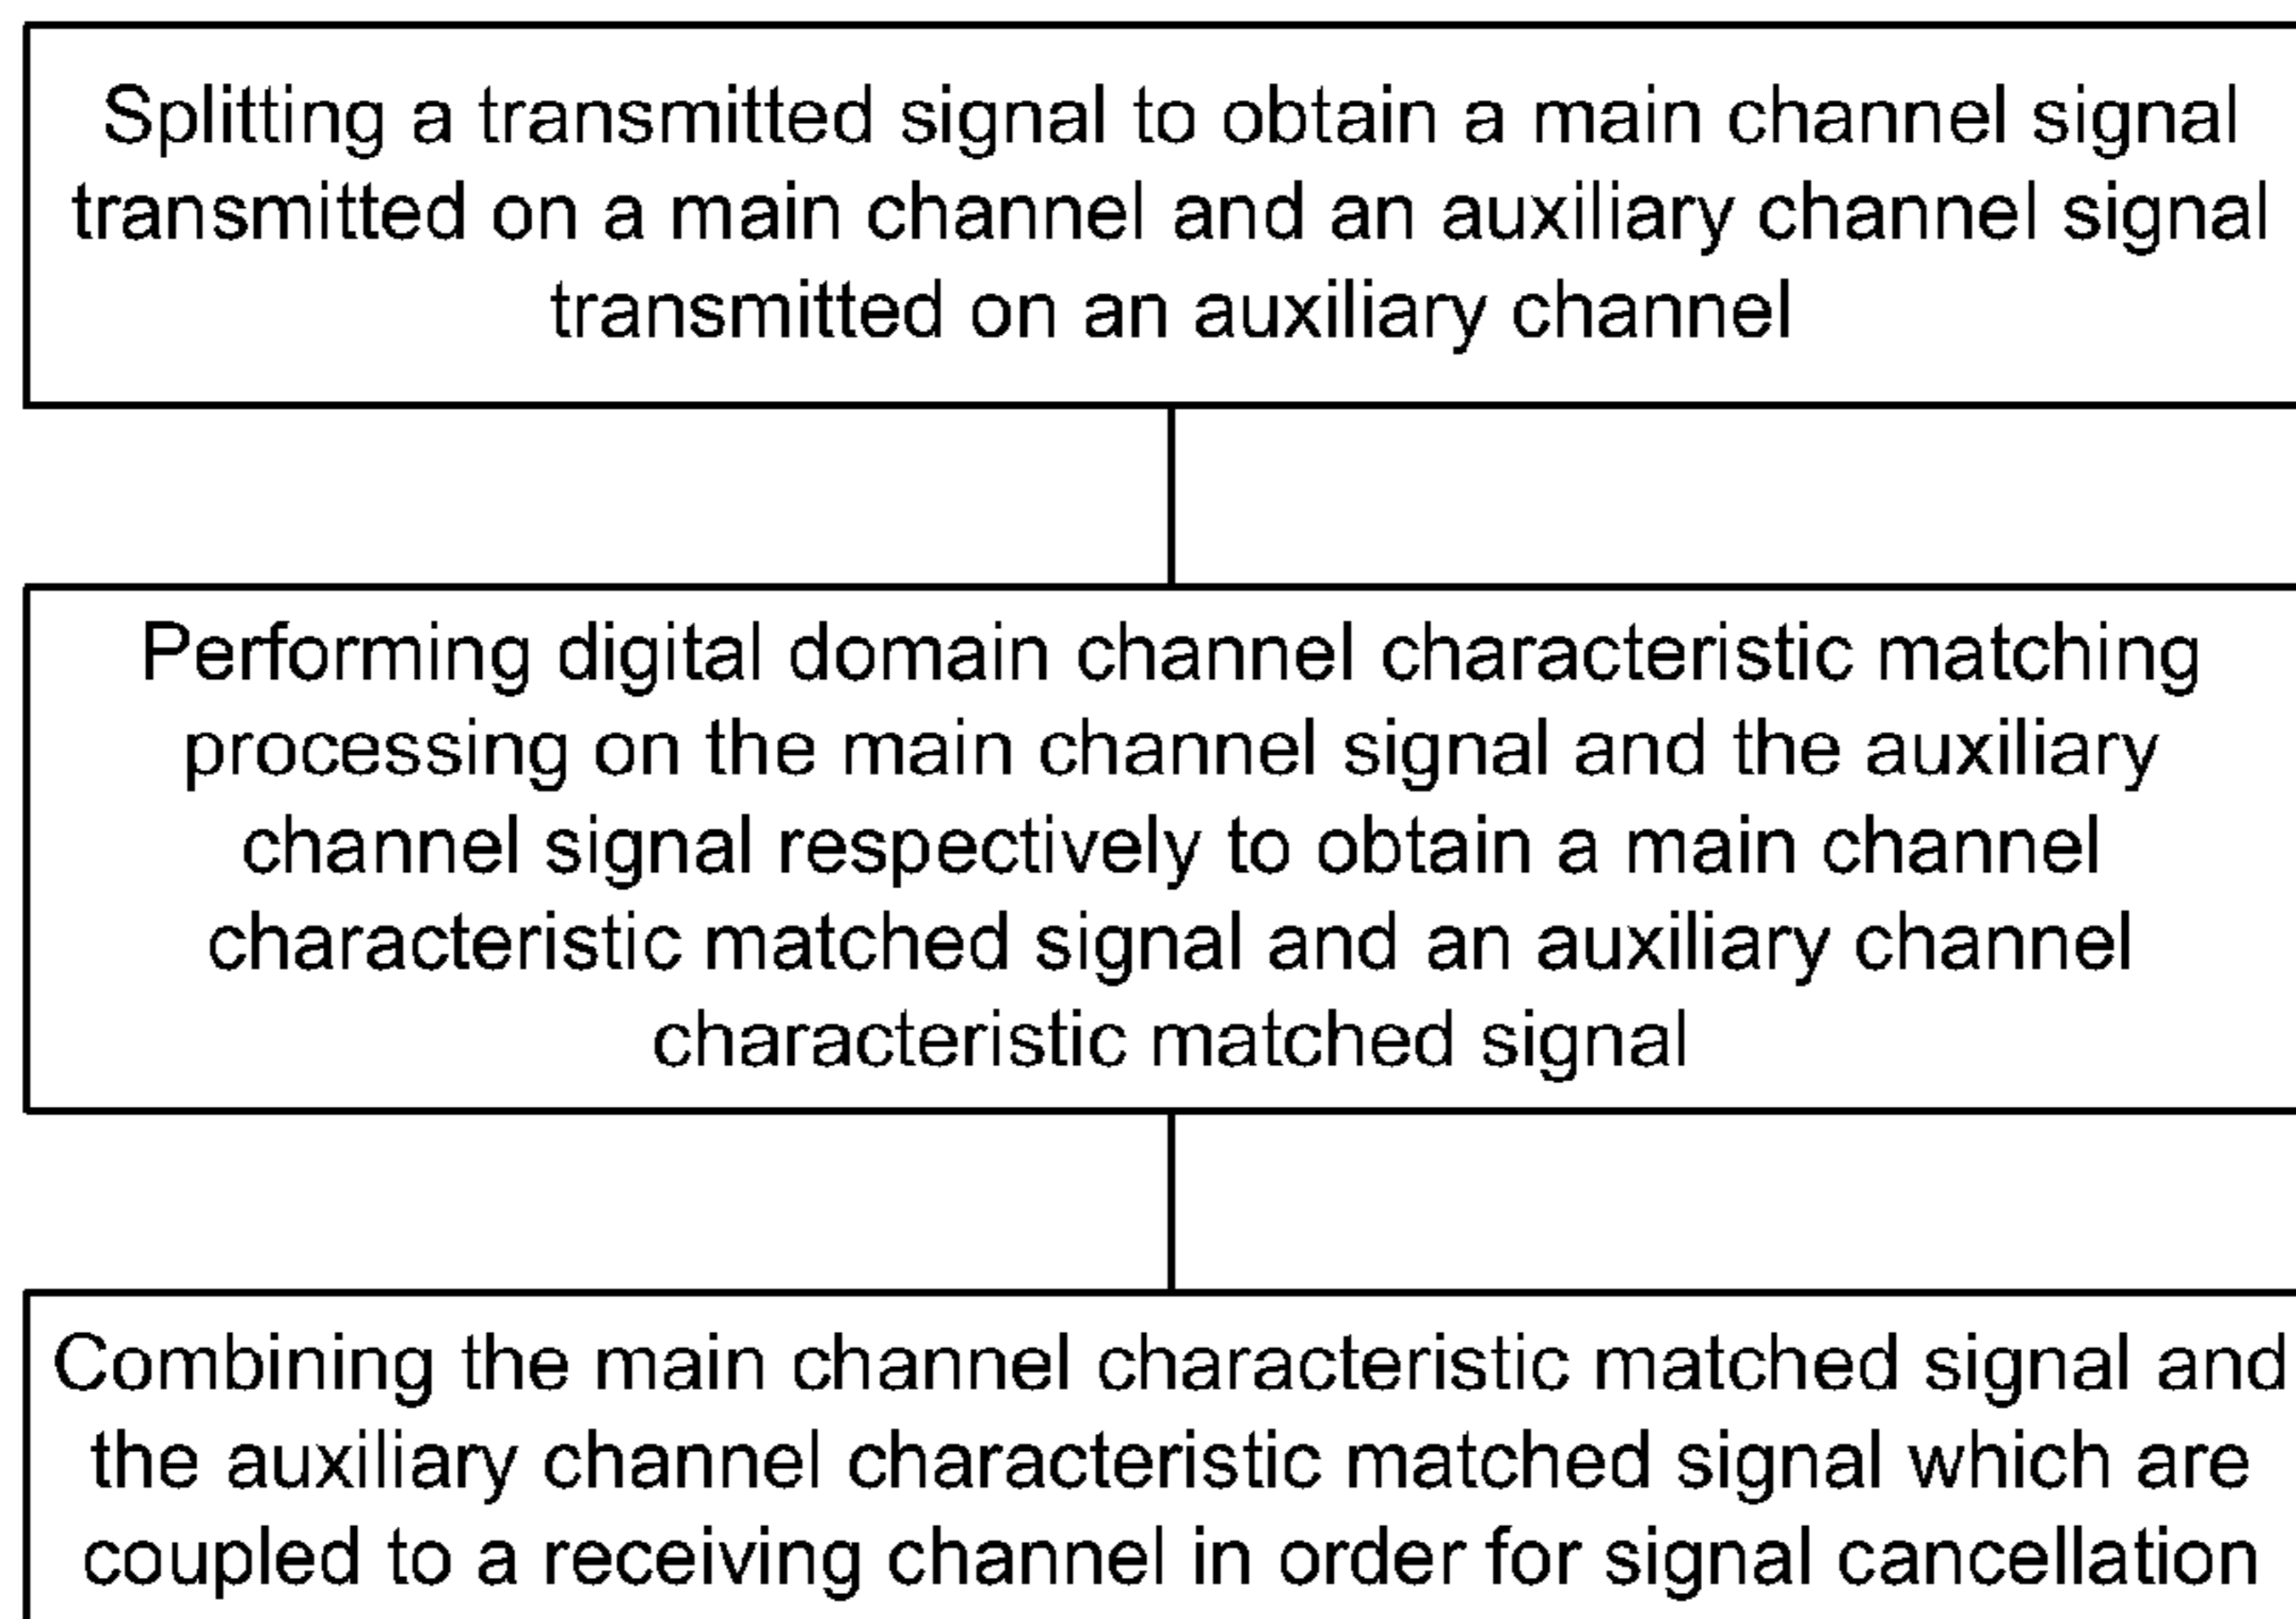 Splitting a transmitted signal to obtain a main channel signal
transmitted on a main channel and an auxiliary channel signal
transmitted on an auxiliary channel
Performing digital domain channel characteristic matching
processing on the main channel signal and the auxiliary
channel signal respectively to obtain a main channel
characteristic matched signal and an auxiliary channel
characteristic matched signal
Combining the main channel characteristic matched signal and
the auxiliary channel characteristic matched signal which are
coupled to a receiving channel in order for signal cancellation